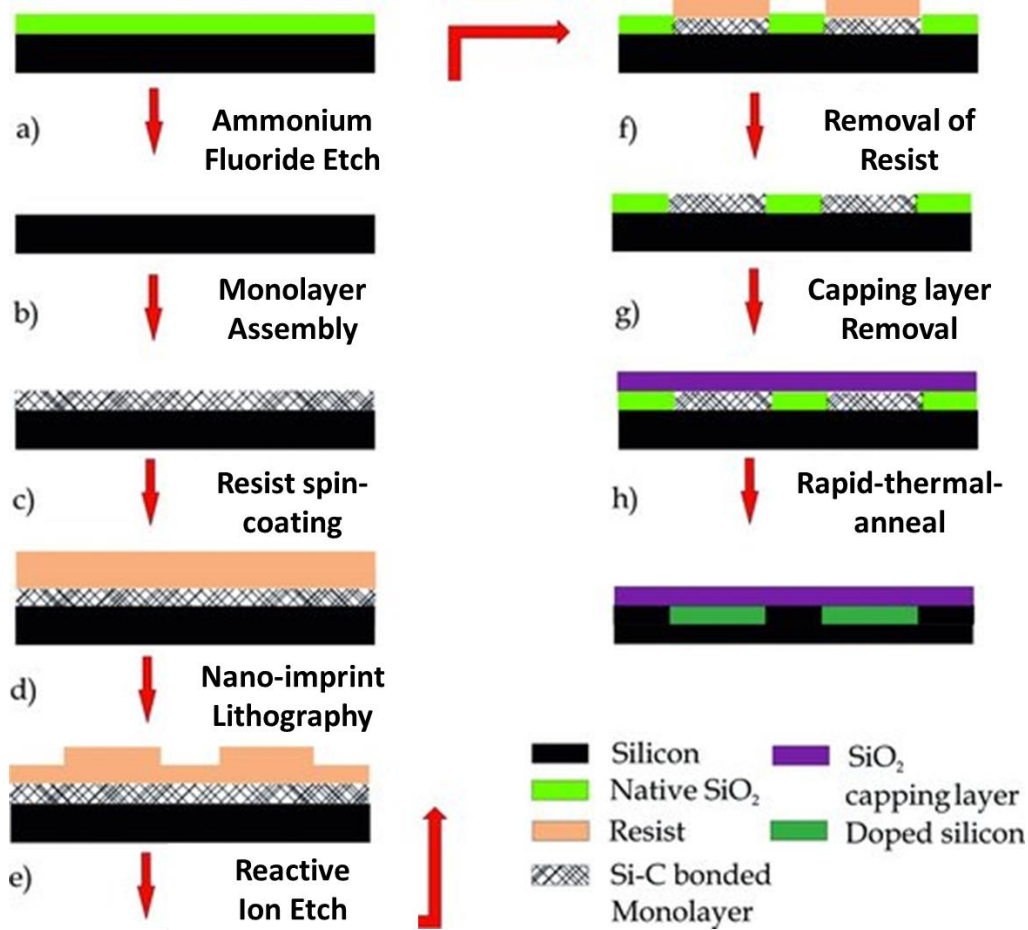 a)
Ammonium
Fluoride Etch
b)
Monolayer
Assembly
c)
Resist spin-
coating
d)
Nano-imprint
Lithography
e)
Reactive
Ion Etch
f)
Removal of
Resist
g)
Capping layer
Removal
h)
Rapid-thermal-
anneal
Silicon
Native SiO₂
Resist
Si-C bonded
Monolayer
SiO₂
capping layer
Doped silicon